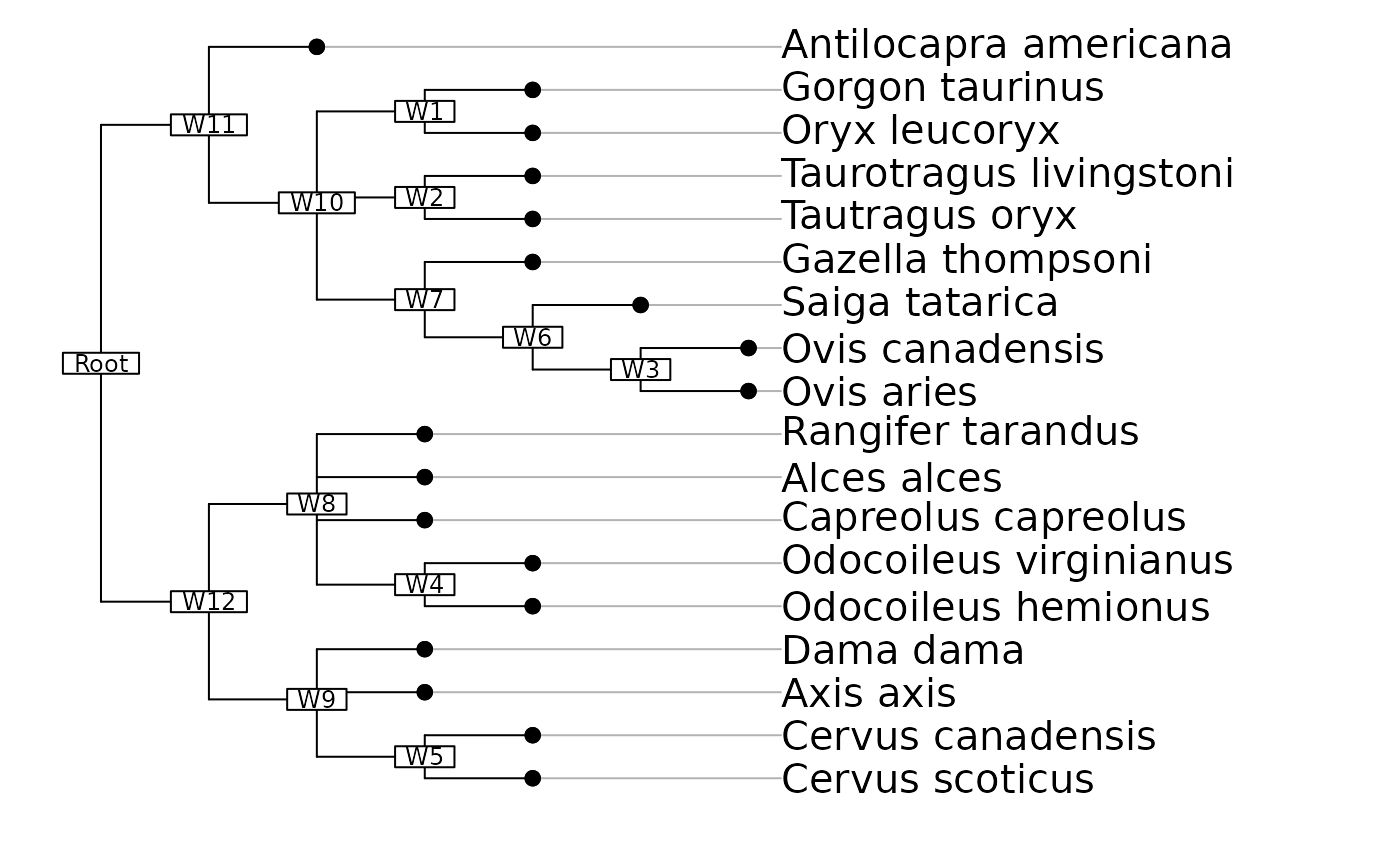 Antilocapra americana
Gorgon taurinus
W1
Oryx leucoryx
W11
Taurotragus livingstoni
W2
W10
Tautragus oryx
Gazella thompsoni
W7
Saiga tatarica
W6
Ovis canadensis
Root
W3
Ovis aries
Rangifer tarandus
Alces alces
W8
Capreolus capreolus
Odocoileus virginianus
W4
W12
Odocoileus hemionus
Dama dama
Axis axis
W9
Cervus canadensis
W5
Cervus scoticus